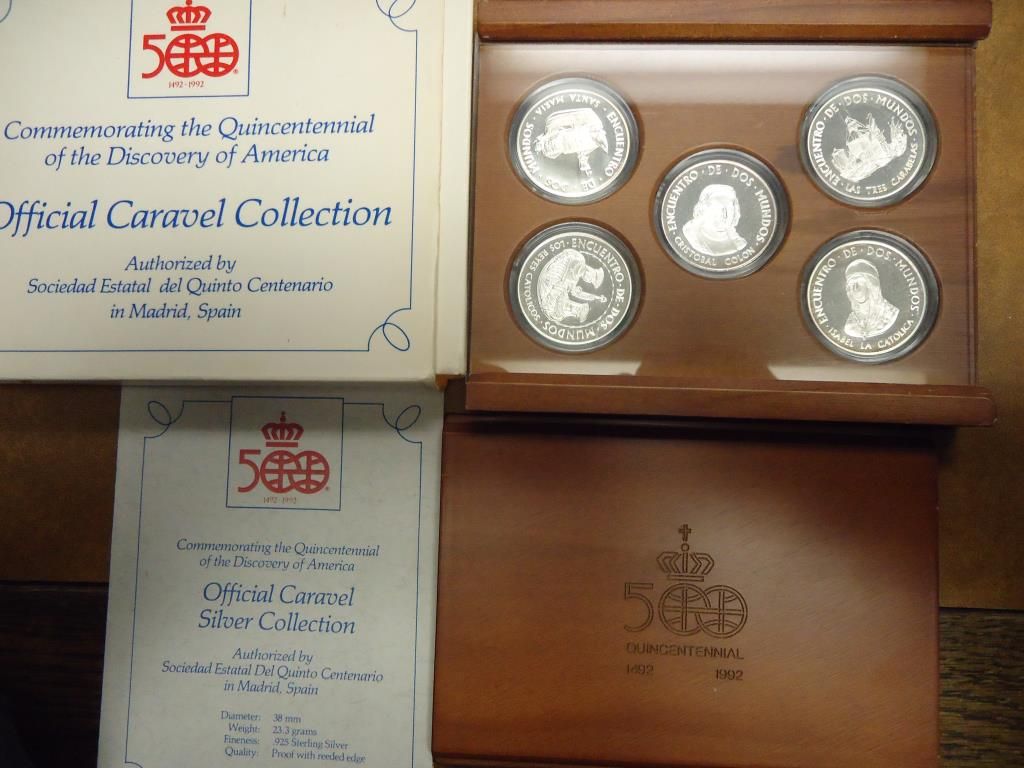 500®
1492·1992
Commemorating the Quincentennial
of the Discovery of America
Official Caravel Collection
Authorized by
Sociedad Estatal del Quinto Centenario
in Madrid, Spain
ENCUENTRO · DE · DOS · MUNDOS ·
SANTA MARIA
ENCUENTRO · DE · DOS · MUNDOS ·
LAS TRES CARABELAS
ENCUENTRO · DE · DOS · MUNDOS ·
CRISTOBAL COLON
ENCUENTRO · DE · DOS · MUNDOS ·
LOS REYES CATOLICOS
ENCUENTRO · DE · DOS · MUNDOS ·
ISABEL LA CATOLICA
500®
1492-1992
Commemorating the Quincentennial
of the Discovery of America
Official Caravel
Silver Collection
Authorized by
Sociedad Estatal Del Quinto Centenario
in Madrid, Spain
Diameter: 38 mm
Weight: 23.3 grams
Fineness: .925 Sterling Silver
Quality: Proof with reeded edge
500
QUINCENTENNIAL
1492 1992